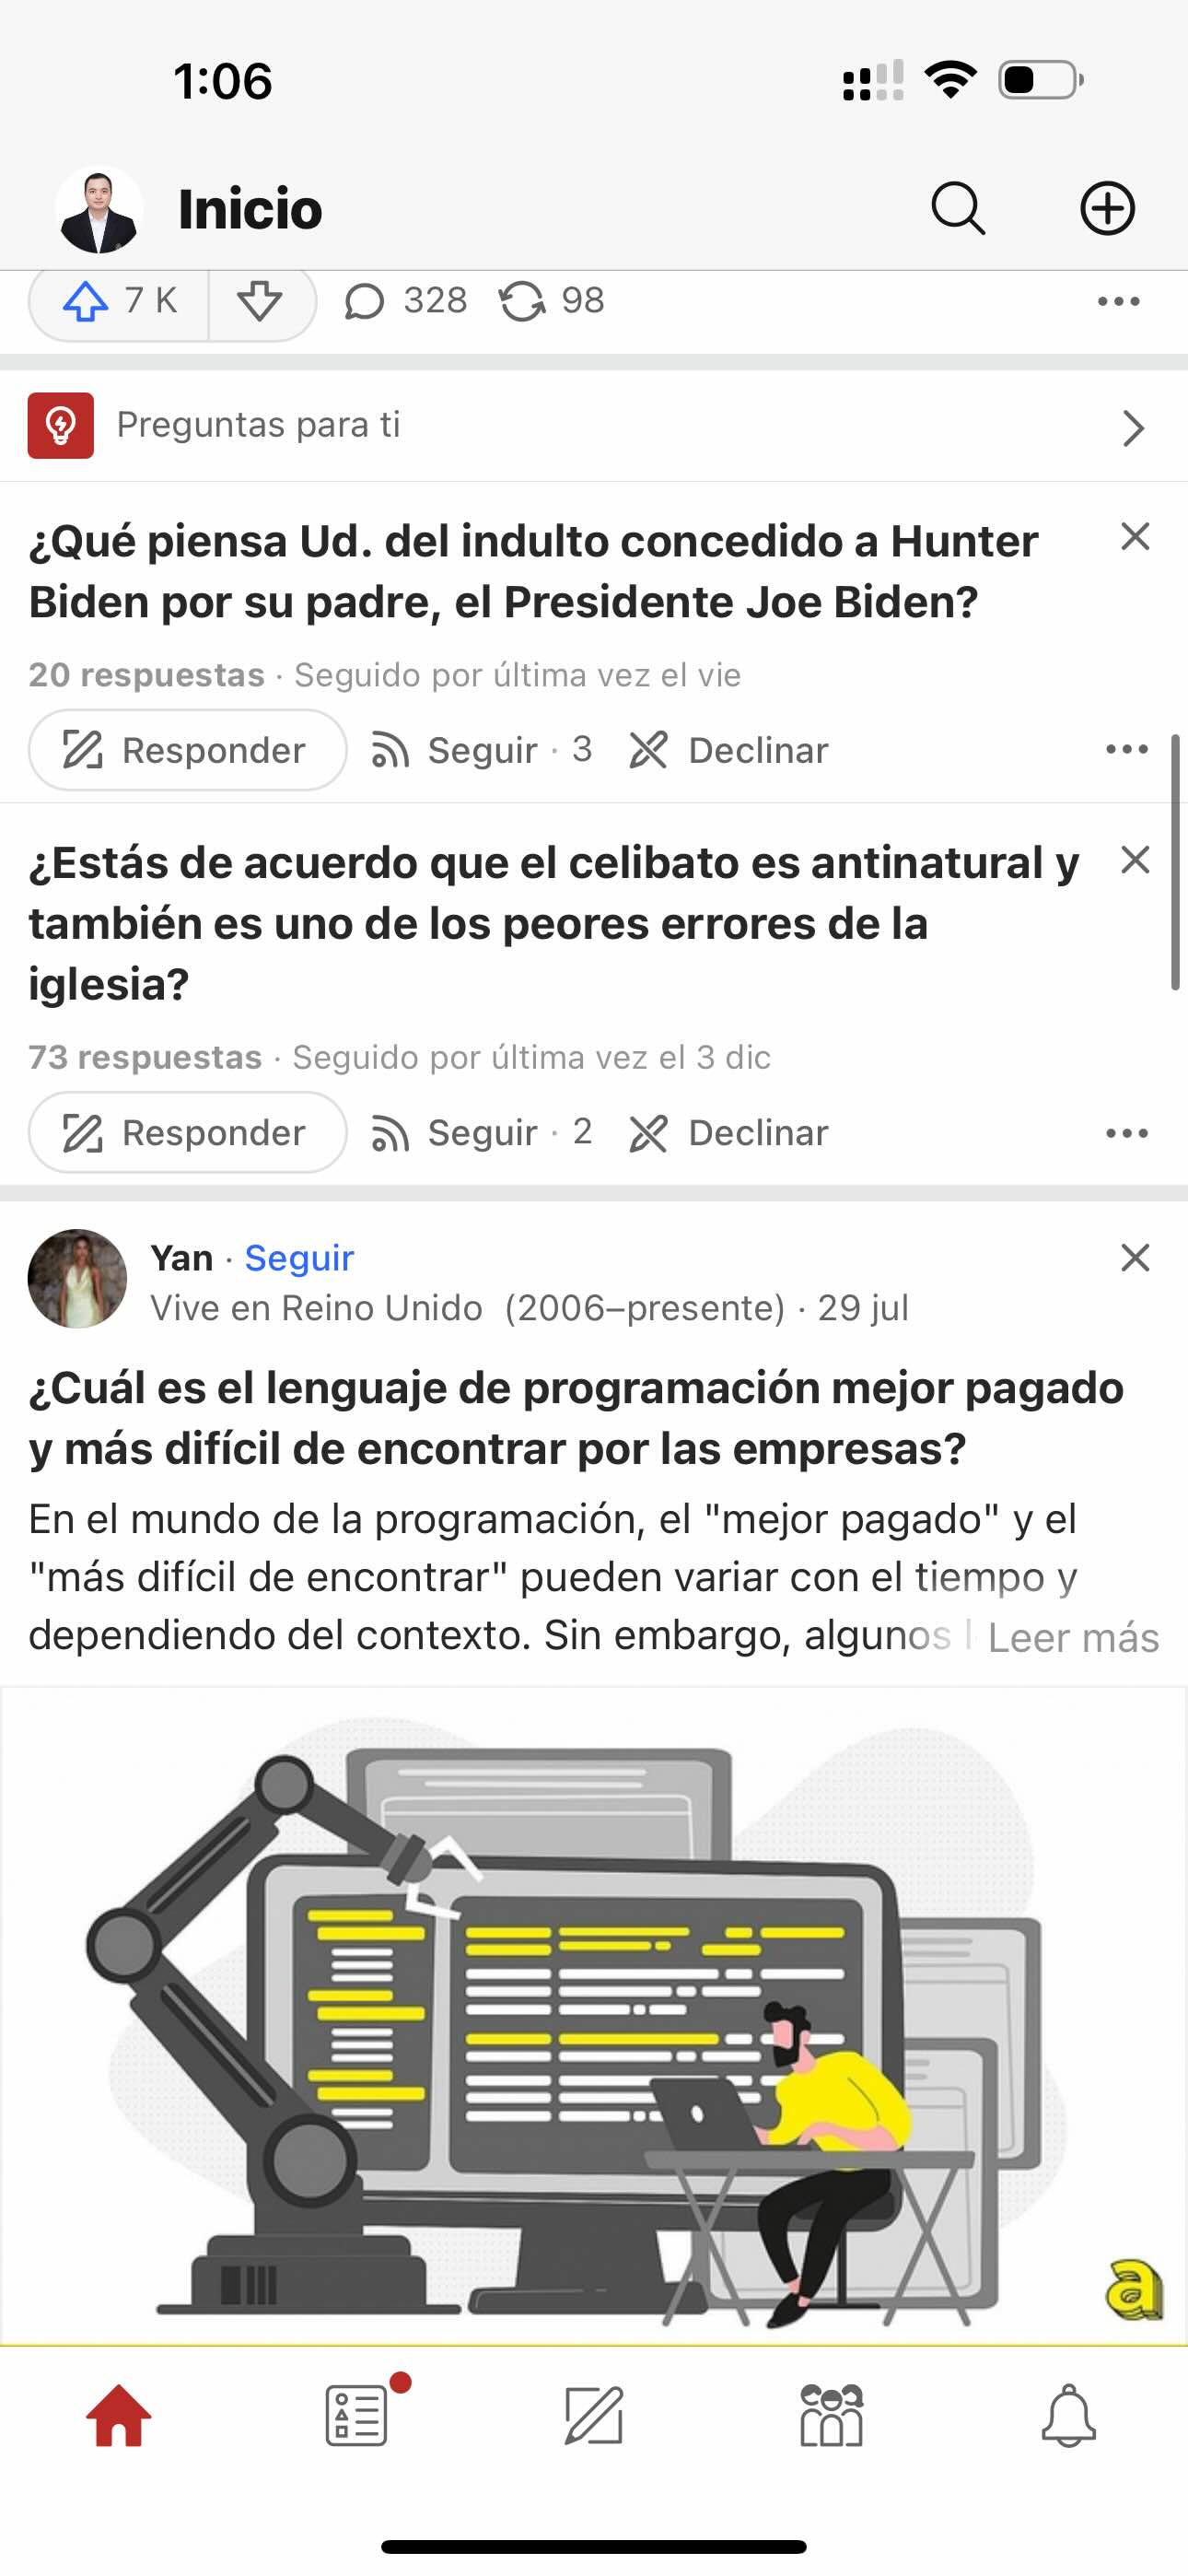 1:06
Inicio
7 K
328
98
Preguntas para ti
¿Qué piensa Ud. del indulto concedido a Hunter
Biden por su padre, el Presidente Joe Biden?
20 respuestas · Seguido por última vez el vie
Responder
Seguir · 3
Declinar
¿Estás de acuerdo que el celibato es antinatural y
también es uno de los peores errores de la
iglesia?
73 respuestas · Seguido por última vez el 3 dic
Responder
Seguir · 2
Declinar
Yan · Seguir
Vive en Reino Unido (2006–presente) · 29 jul
¿Cuál es el lenguaje de programación mejor pagado
y más difícil de encontrar por las empresas?
En el mundo de la programación, el "mejor pagado" y el
"más difícil de encontrar" pueden variar con el tiempo y
dependiendo del contexto. Sin embargo, algunos Leer más
a